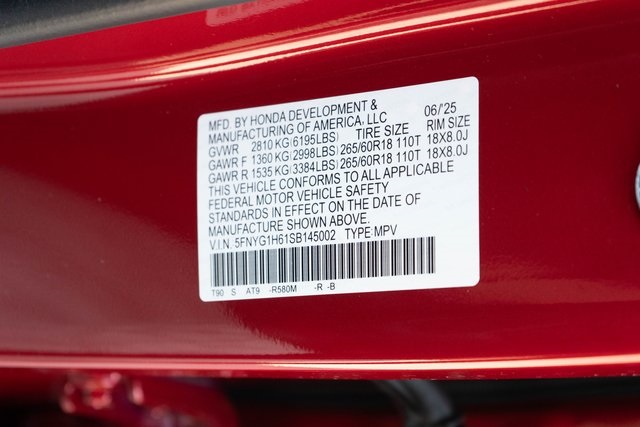 MFD. BY HONDA DEVELOPMENT &
MANUFACTURING OF AMERICA, LLC 06/'25
GVWR 2810 KG(6195LBS) TIRE SIZE RIM SIZE
GAWR F 1360 KG(2998LBS) 265/60R18 110T 18X8.0J
GAWR R 1535 KG(3384LBS) 265/60R18 110T 18X8.0J
THIS VEHICLE CONFORMS TO ALL APPLICABLE
FEDERAL MOTOR VEHICLE SAFETY
STANDARDS IN EFFECT ON THE DATE OF
MANUFACTURE SHOWN ABOVE.
V.I.N. 5FNYG1H61SB145002 TYPE:MPV
T90 S AT9 -R580M -R -B